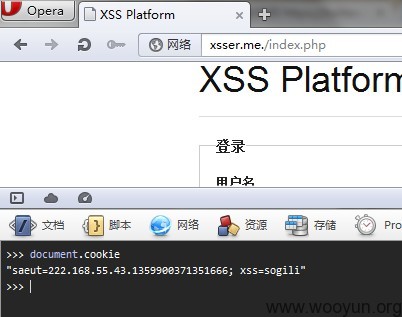 Opera
XSS Platform
网络 xsser.me./index.php
XSS Platform
登录
用户名
文档 脚本 网络 资源 存储 Pro
>>> document.cookie
"saeut=222.168.55.43.1359900371351666; xss=sogili"
>>>
www.wooyun.org